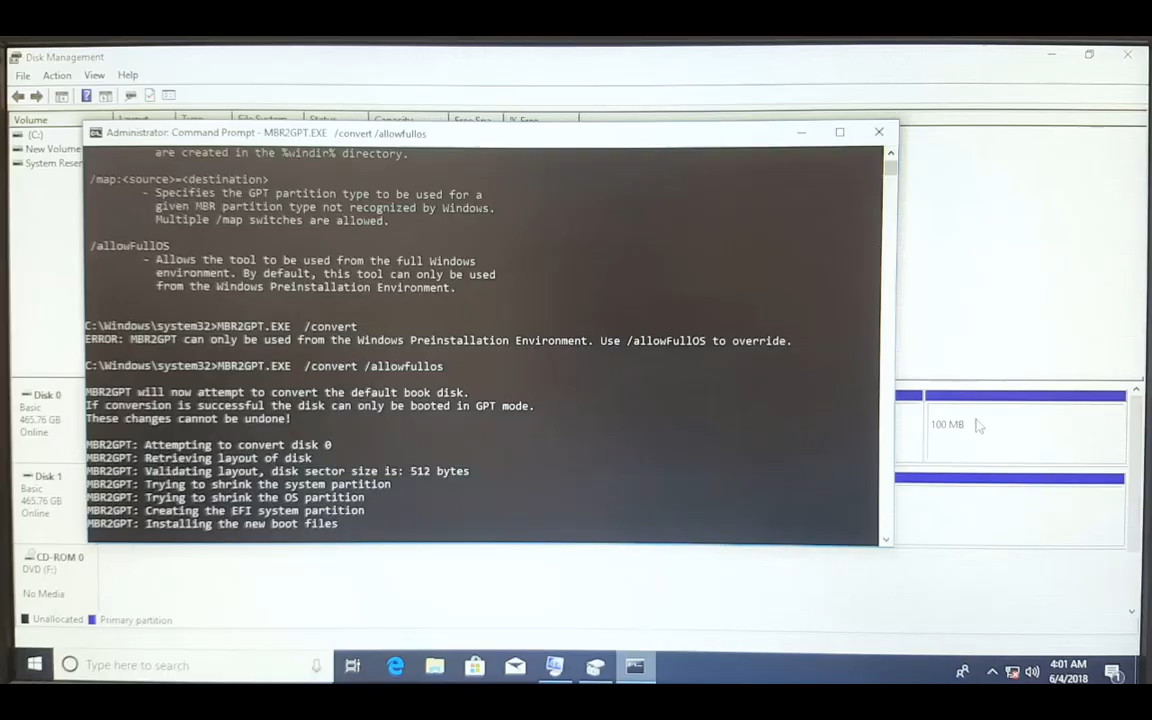 Disk Management
File Action View Help
Volume
(C:)
New Volume
System Reser
Administrator: Command Prompt - MBR2GPT.EXE /convert /allowfullos
are created in the %windir% directory.
/map:<source>=<destination>
- Specifies the GPT partition type to be used for a
given MBR partition type not recognized by Windows.
Multiple /map switches are allowed.
/allowFullOS
- Allows the tool to be used from the full Windows
environment. By default, this tool can only be used
from the Windows Preinstallation Environment.
C:\Windows\system32>MBR2GPT.EXE /convert
ERROR: MBR2GPT can only be used from the Windows Preinstallation Environment. Use /allowFullOS to override.
C:\Windows\system32>MBR2GPT.EXE /convert /allowfullos
MBR2GPT will now attempt to convert the default book disk.
If conversion is successful the disk can only be booted in GPT mode.
These changes cannot be undone!
MBR2GPT: Attempting to convert disk 0
MBR2GPT: Retrieving layout of disk
MBR2GPT: Validating layout, disk sector size is: 512 bytes
MBR2GPT: Trying to shrink the system partition
MBR2GPT: Trying to shrink the OS partition
MBR2GPT: Creating the EFI system partition
MBR2GPT: Installing the new boot files
Disk 0
Basic
465.76 GB
Online
100 MB
Disk 1
Basic
465.76 GB
Online
CD-ROM 0
DVD (F:)
No Media
Unallocated Primary partition
Type here to search
4:01 AM
6/4/2018